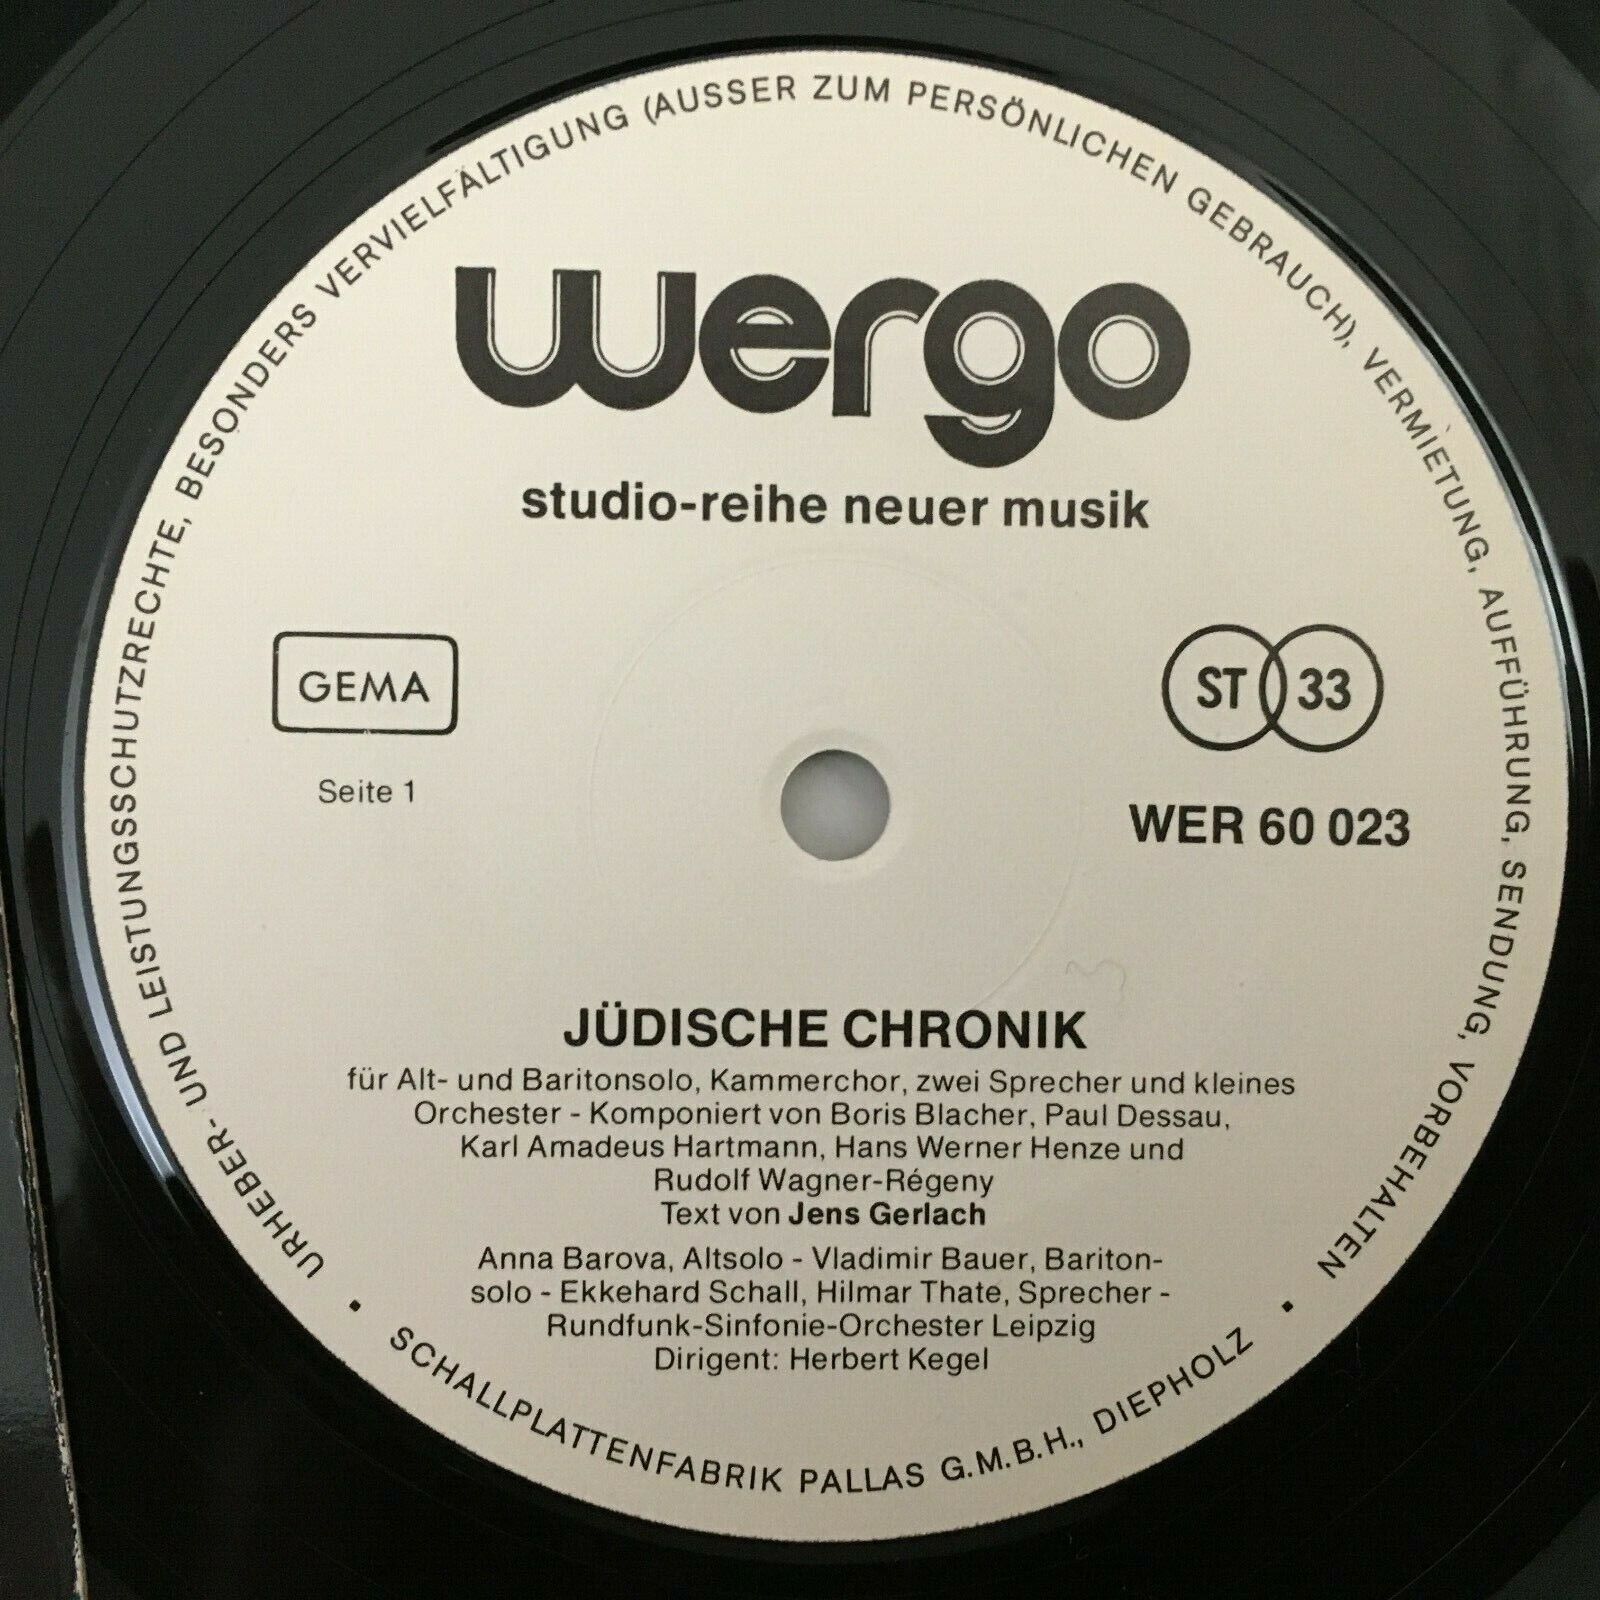 URHEBER- UND LEISTUNGSSCHUTZRECHTE, BESONDERS VERVIELFÄLTIGUNG (AUSSER ZUM PERSÖNLICHEN GEBRAUCH), VERMIETUNG, AUFFÜHRUNG, SENDUNG, VORBEHALTEN
wergo
studio-reihe neuer musik
GEMA
ST 33
Seite 1
WER 60 023
JÜDISCHE CHRONIK
für Alt- und Baritonsolo, Kammerchor, zwei Sprecher und kleines
Orchester - Komponiert von Boris Blacher, Paul Dessau,
Karl Amadeus Hartmann, Hans Werner Henze und
Rudolf Wagner-Régeny
Text von Jens Gerlach
Anna Barova, Altsolo - Vladimir Bauer, Bariton-
solo - Ekkehard Schall, Hilmar Thate, Sprecher -
Rundfunk-Sinfonie-Orchester Leipzig
Dirigent: Herbert Kegel
• SCHALLPLATTENFABRIK PALLAS G.M.B.H., DIEPHOLZ •